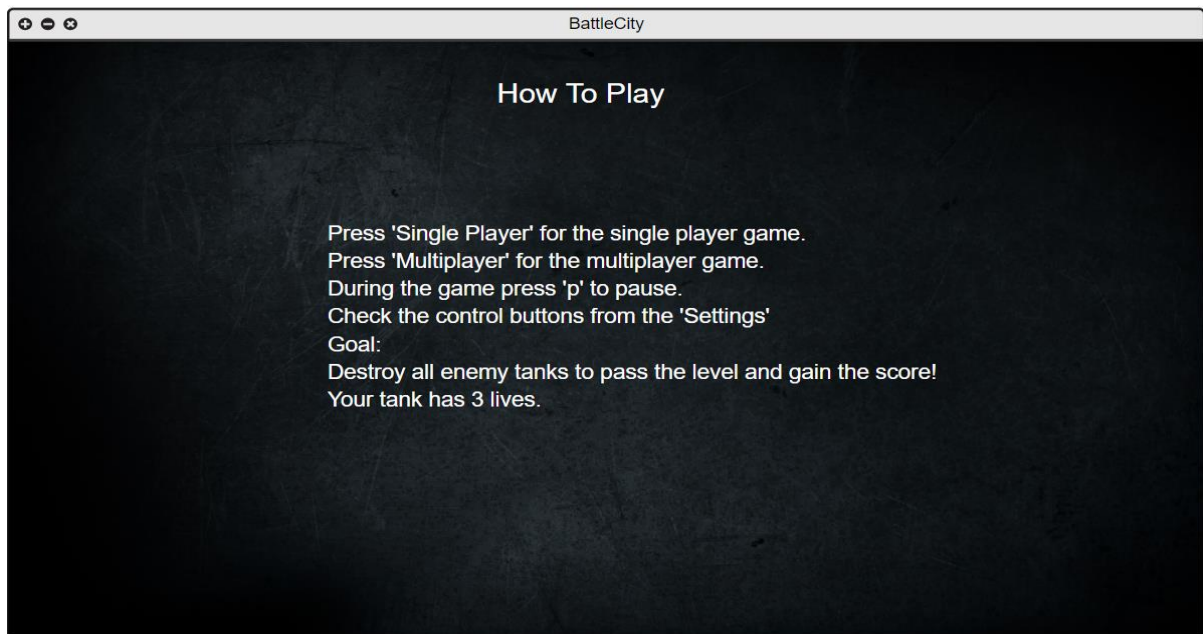 BattleCity
How To Play
Press 'Single Player' for the single player game.
Press 'Multiplayer' for the multiplayer game.
During the game press 'p' to pause.
Check the control buttons from the 'Settings'
Goal:
Destroy all enemy tanks to pass the level and gain the score!
Your tank has 3 lives.